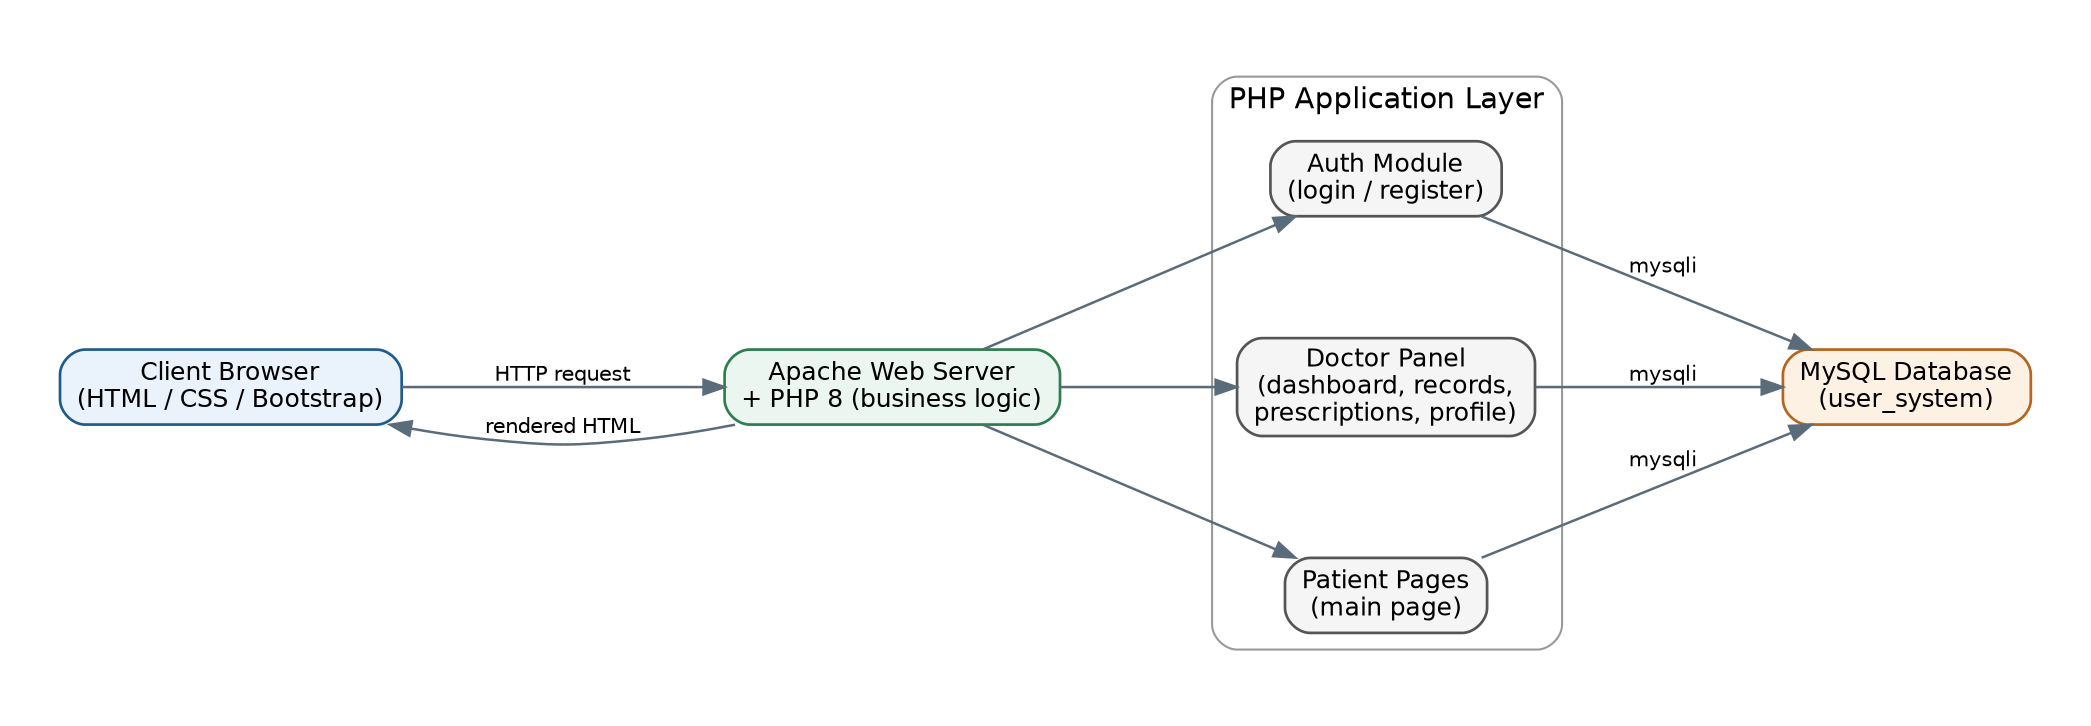 PHP Application Layer
Auth Module
(login / register)
mysqli
Client Browser
(HTML / CSS / Bootstrap)
HTTP request
rendered HTML
Apache Web Server
+ PHP 8 (business logic)
Doctor Panel
(dashboard, records,
prescriptions, profile)
mysqli
MySQL Database
(user_system)
mysqli
Patient Pages
(main page)